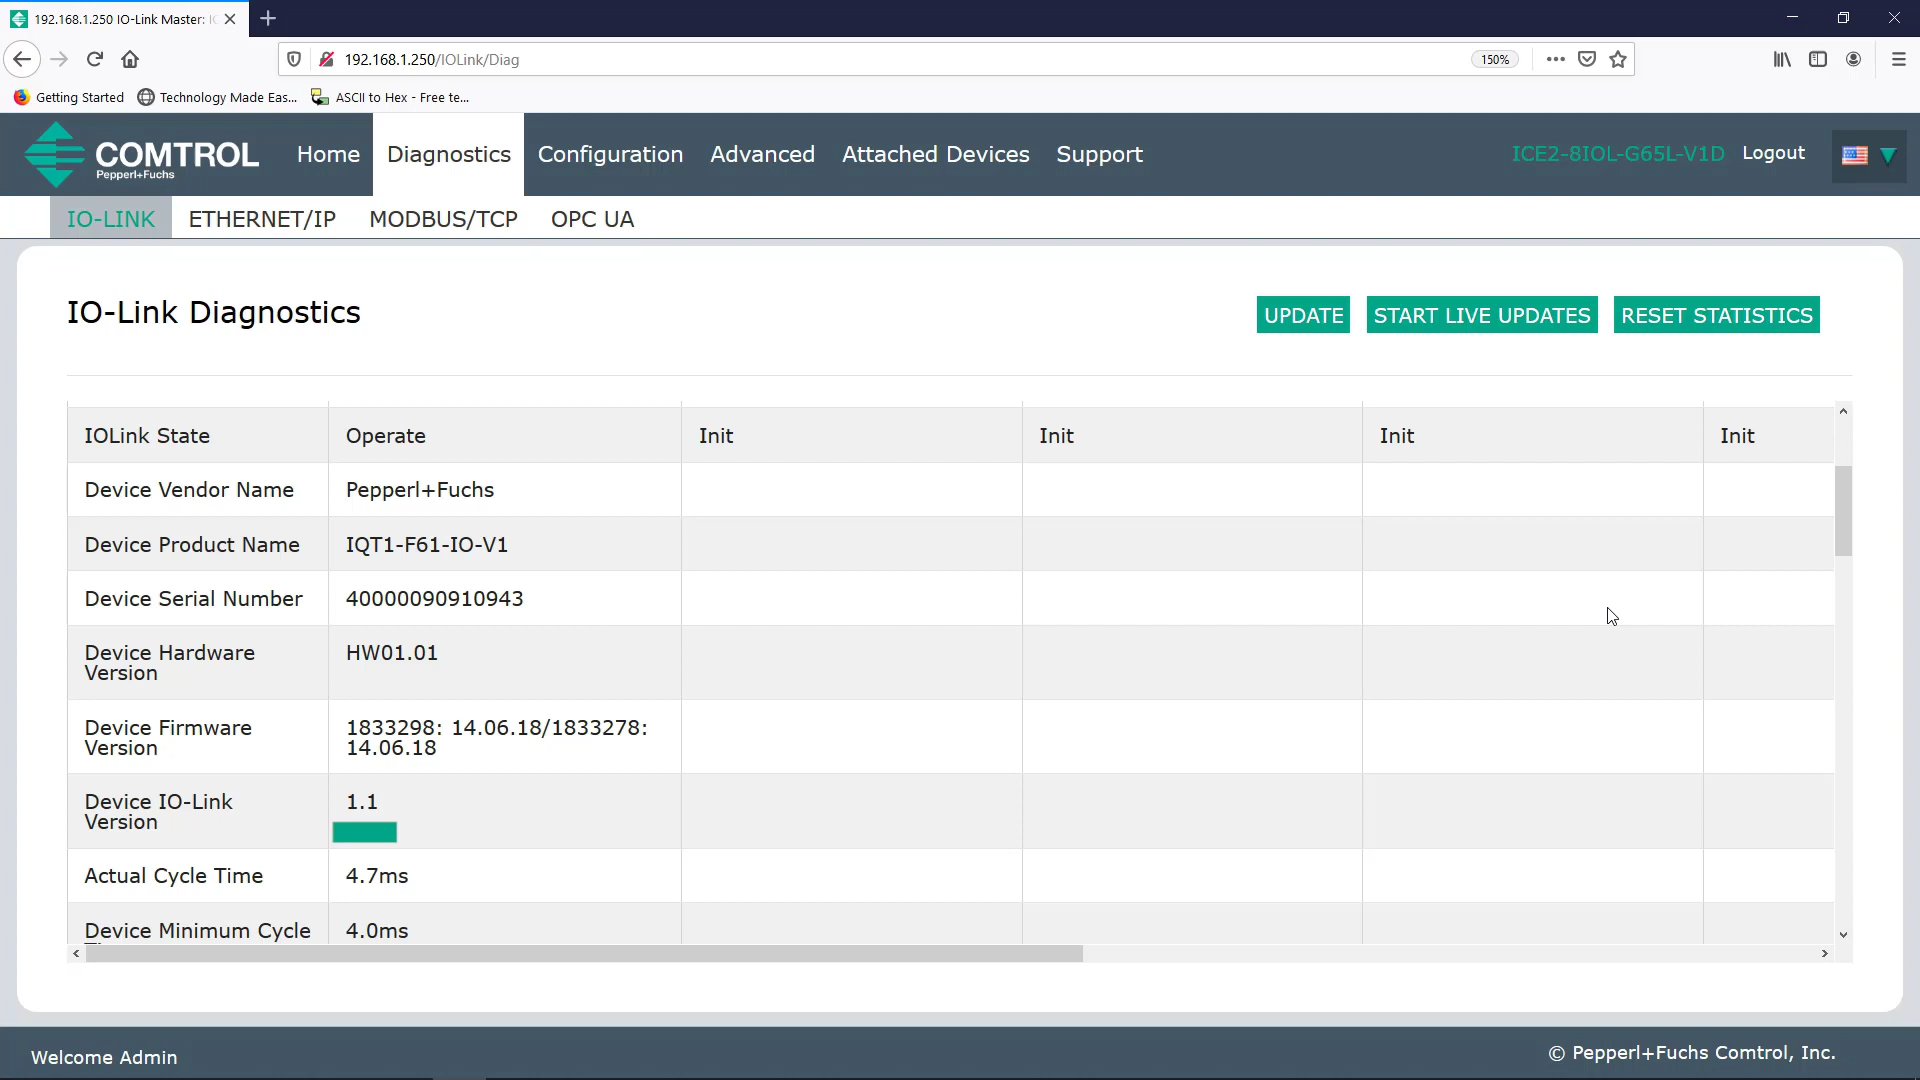 192.168.1.250 IO-Link Master: IO
192.168.1.250/IOLink/Diag
150%
Getting Started
Technology Made Eas...
ASCII to Hex - Free te...
COMTROL
Pepperl+Fuchs
Home
Diagnostics
Configuration
Advanced
Attached Devices
Support
ICE2-8IOL-G65L-V1D
Logout
IO-LINK
ETHERNET/IP
MODBUS/TCP
OPC UA
IO-Link Diagnostics
UPDATE
START LIVE UPDATES
RESET STATISTICS
IOLink State
Operate
Init
Init
Init
Init
Device Vendor Name
Pepperl+Fuchs
Device Product Name
IQT1-F61-IO-V1
Device Serial Number
40000090910943
Device Hardware
Version
HW01.01
Device Firmware
Version
1833298: 14.06.18/1833278:
14.06.18
Device IO-Link
Version
1.1
Actual Cycle Time
4.7ms
Device Minimum Cycle
4.0ms
Welcome Admin
© Pepperl+Fuchs Comtrol, Inc.